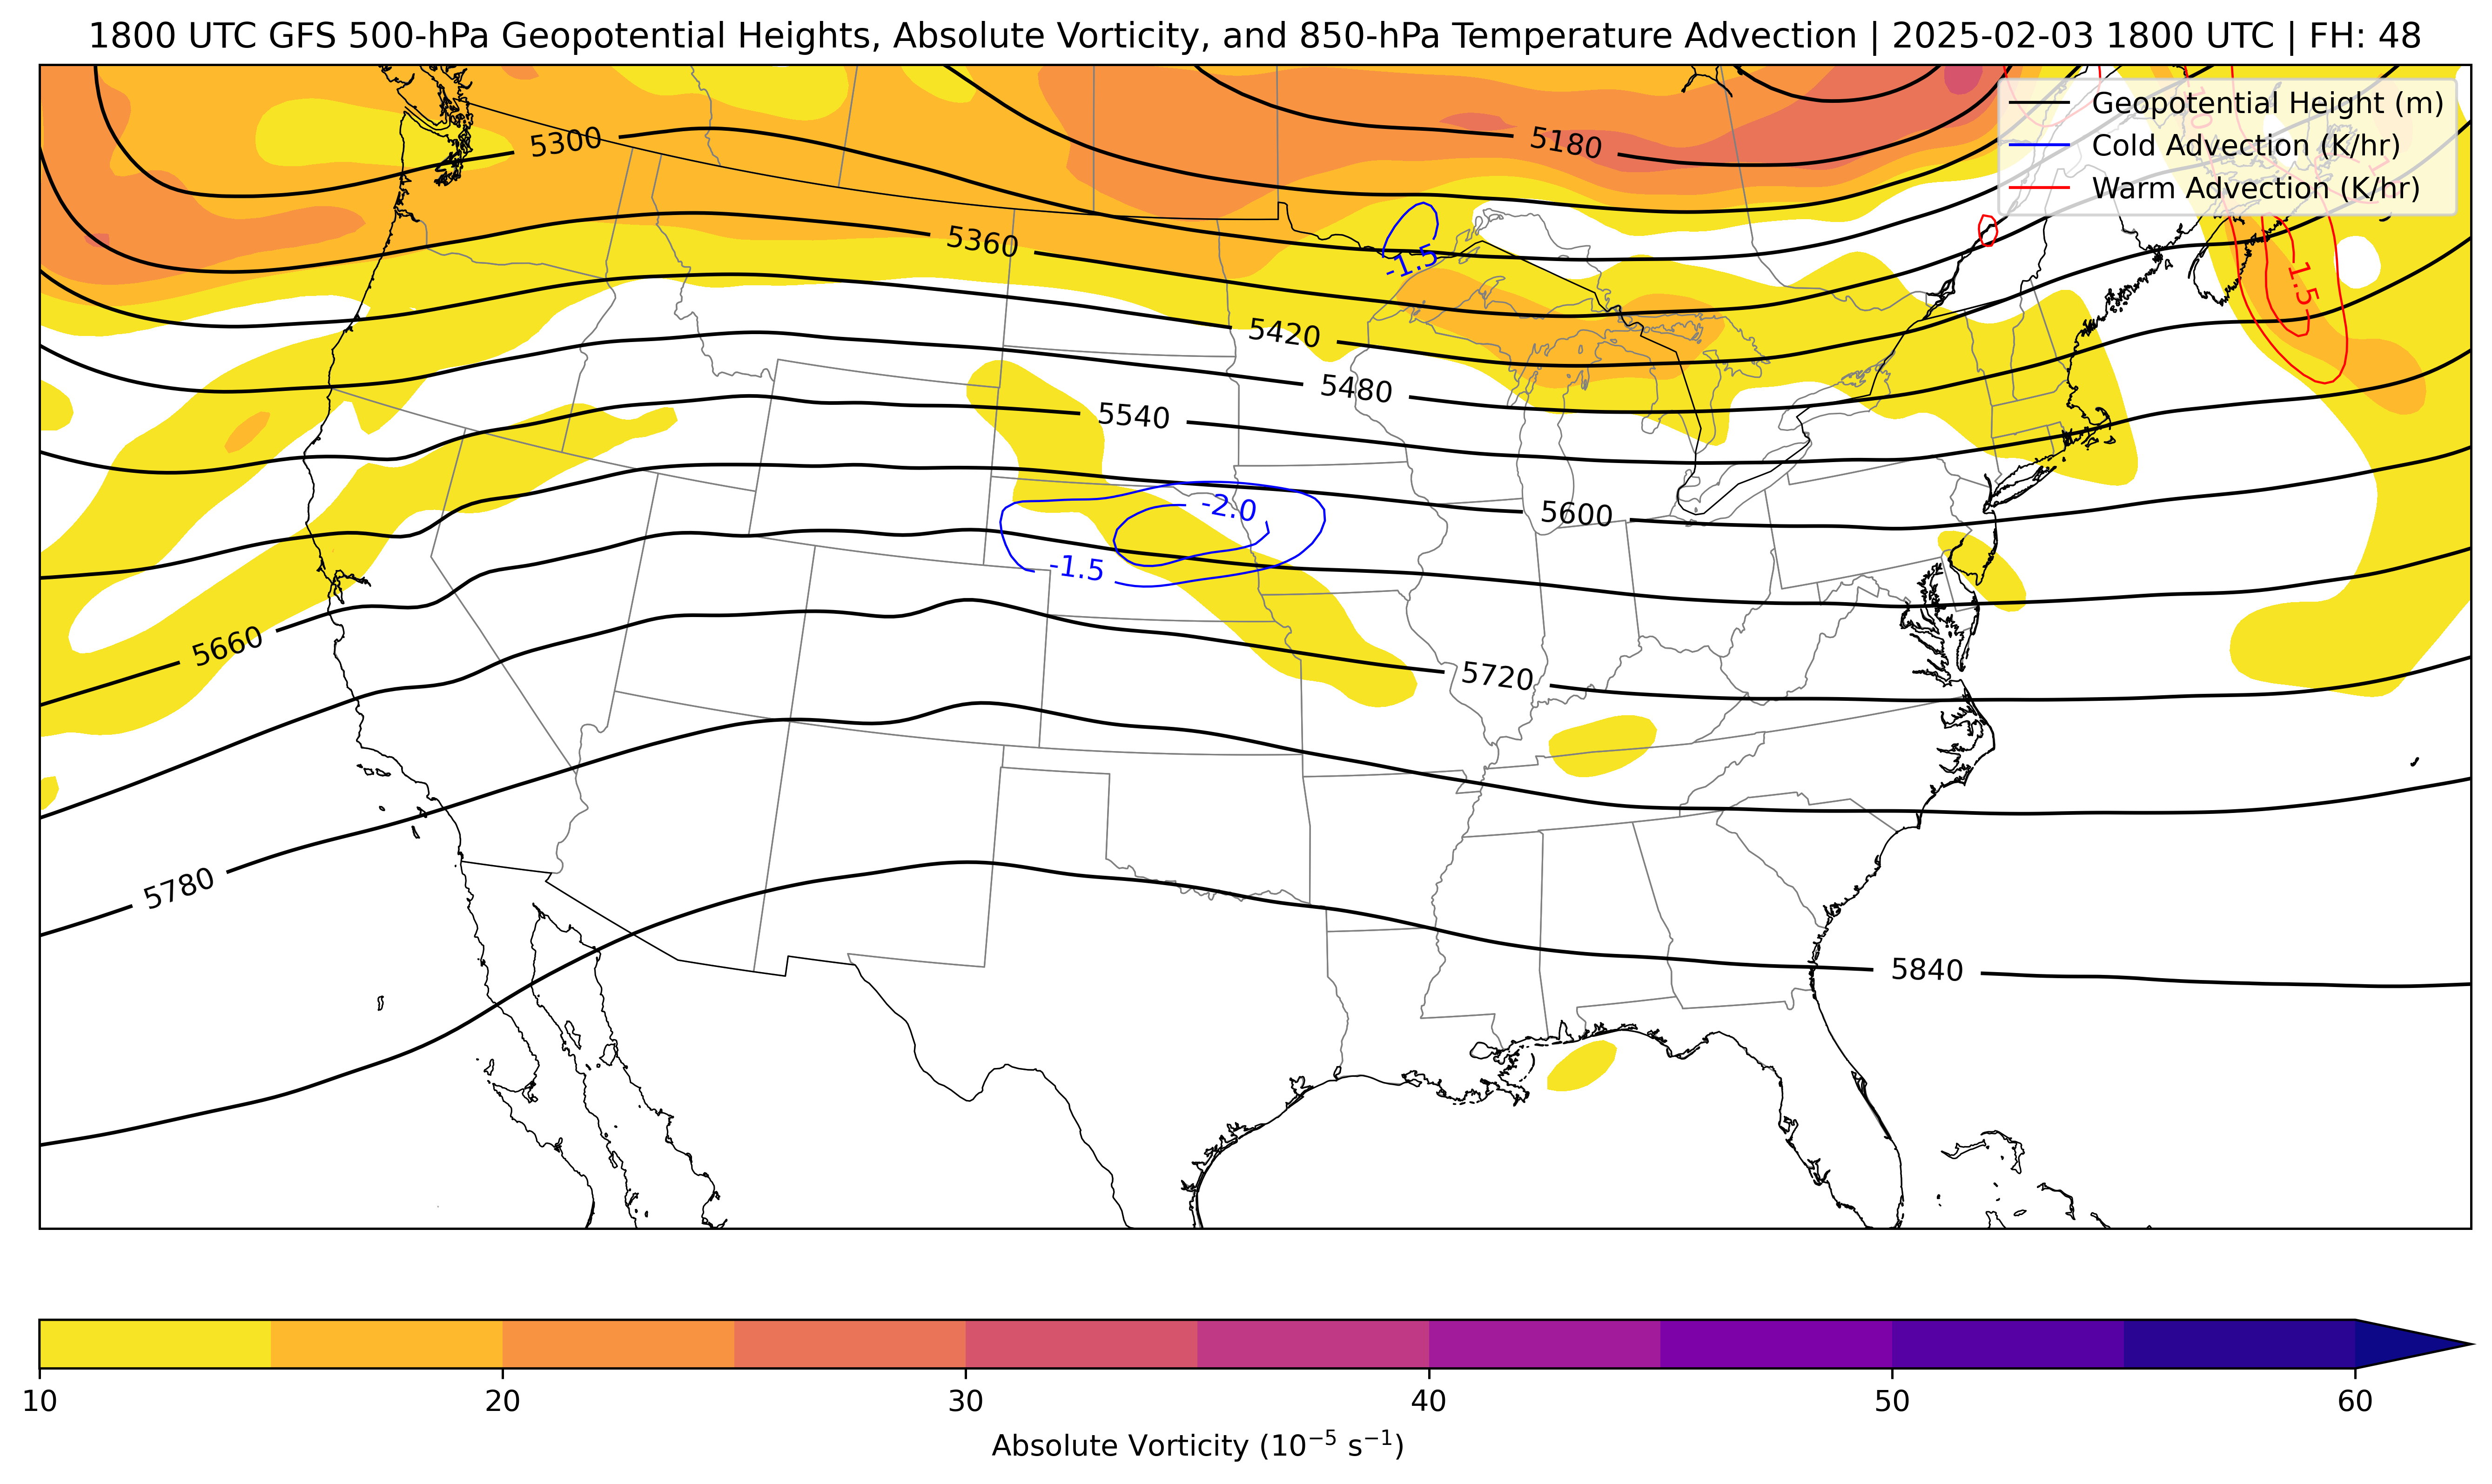 1800 UTC GFS 500-hPa Geopotential Heights, Absolute Vorticity, and 850-hPa Temperature Advection | 2025-02-03 1800 UTC | FH: 48
Geopotential Height (m)
Cold Advection (K/hr)
Warm Advection (K/hr)
5300
5180
5360
-1.5
1.5
5420
5480
5540
-2.0
5600
-1.5
5660
5720
5780
5840
10 20 30 40 50 60
Absolute Vorticity (10⁻⁵ s⁻¹)